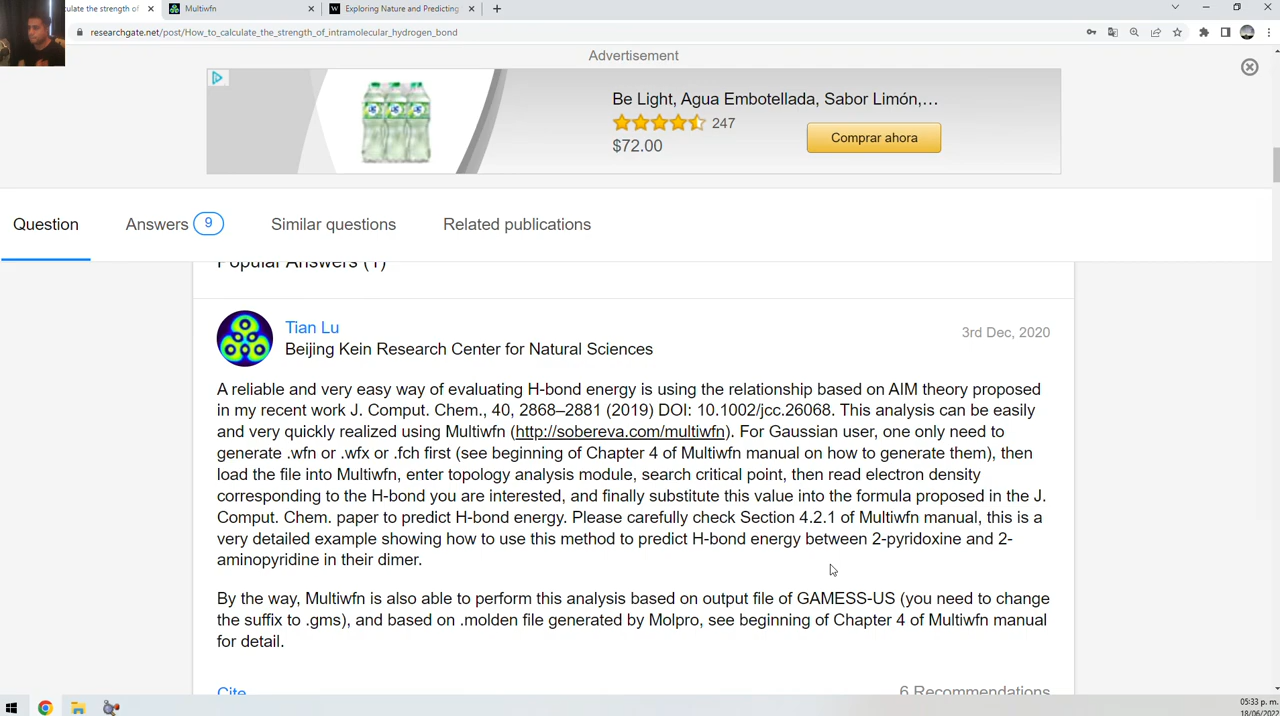 culate the strength of
Multiwfn
Exploring Nature and Predicting
researchgate.net/post/How_to_calculate_the_strength_of_intramolecular_hydrogen_bond
Advertisement
Be Light, Agua Embotellada, Sabor Limón,…
247
$72.00
Comprar ahora
Question
Answers 9
Similar questions
Related publications
Popular Answers (1)
Tian Lu
3rd Dec, 2020
Beijing Kein Research Center for Natural Sciences
A reliable and very easy way of evaluating H-bond energy is using the relationship based on AIM theory proposed
in my recent work J. Comput. Chem., 40, 2868–2881 (2019) DOI: 10.1002/jcc.26068. This analysis can be easily
and very quickly realized using Multiwfn (http://sobereva.com/multiwfn). For Gaussian user, one only need to
generate .wfn or .wfx or .fch first (see beginning of Chapter 4 of Multiwfn manual on how to generate them), then
load the file into Multiwfn, enter topology analysis module, search critical point, then read electron density
corresponding to the H-bond you are interested, and finally substitute this value into the formula proposed in the J.
Comput. Chem. paper to predict H-bond energy. Please carefully check Section 4.2.1 of Multiwfn manual, this is a
very detailed example showing how to use this method to predict H-bond energy between 2-pyridoxine and 2-
aminopyridine in their dimer.
By the way, Multiwfn is also able to perform this analysis based on output file of GAMESS-US (you need to change
the suffix to .gms), and based on .molden file generated by Molpro, see beginning of Chapter 4 of Multiwfn manual
for detail.
Cite
6 Recommendations
05:33 p. m.
18/06/2022